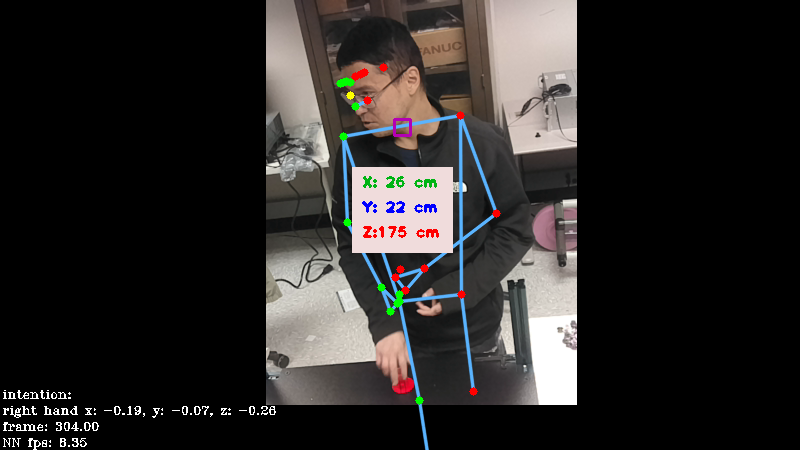 FANUC
X: 26 cm
Y: 22 cm
Z:175 cm
intention:
right hand x: -0.19, y: -0.07, z: -0.26
frame: 304.00
NN fps: 8.35